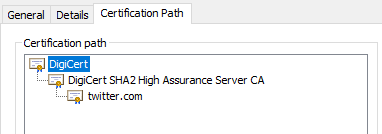 General Details Certification Path
Certification path
DigiCert
DigiCert SHA2 High Assurance Server CA
twitter.com